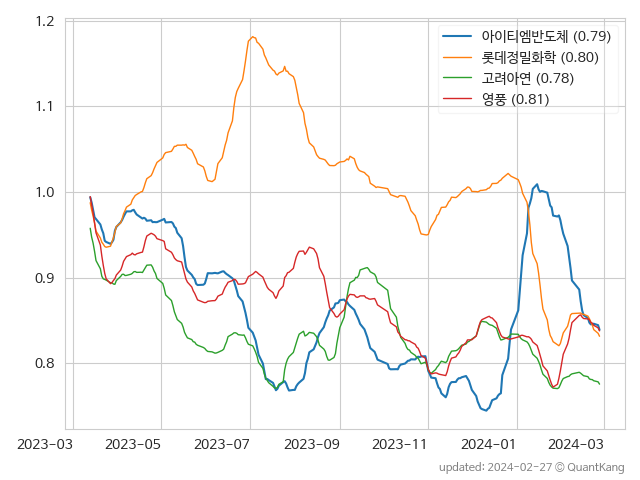 1.2
1.1
1.0
0.9
0.8
아이티엠반도체 (0.79)
롯데정밀화학 (0.80)
고려아연 (0.78)
영풍 (0.81)
2023-03 2023-05 2023-07 2023-09 2023-11 2024-01 2024-03
updated: 2024-02-27 © QuantKang